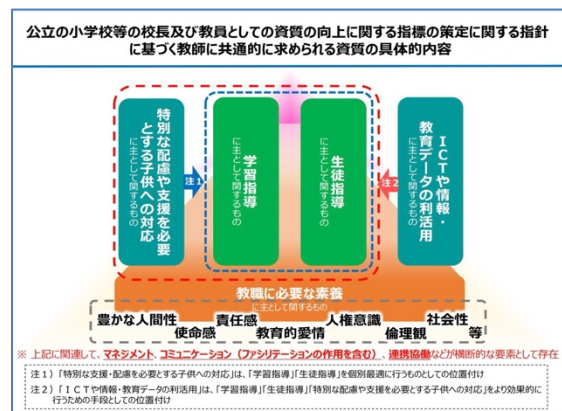 公立の小学校等の校長及び教員としての資質の向上に関する指標の策定に関する指針
に基づく教師に共通的に求められる資質の具体的内容
特別な配慮や支援を必要
とする子供への対応
に主として関するもの
注1
学習指導
に主として関するもの
生徒指導
に主として関するもの
注2
ICTや情報・
教育データの利活用
に主として関するもの
教職に必要な素養
に主として関するもの
豊かな人間性
使命感
責任感
教育的愛情
人権意識
倫理観
社会性
等
※ 上記に関連して、マネジメント、コミュニケーション（ファシリテーションの作用を含む）、連携協働などが横断的な要素として存在
注1）「特別な支援・配慮を必要とする子供への対応」は、「学習指導」「生徒指導」を個別最適に行うものとしての位置付け
注2）「ICTや情報・教育データの利活用」は、「学習指導」「生徒指導」「特別な配慮や支援を必要とする子供への対応」をより効果的に
行うための手段としての位置付け